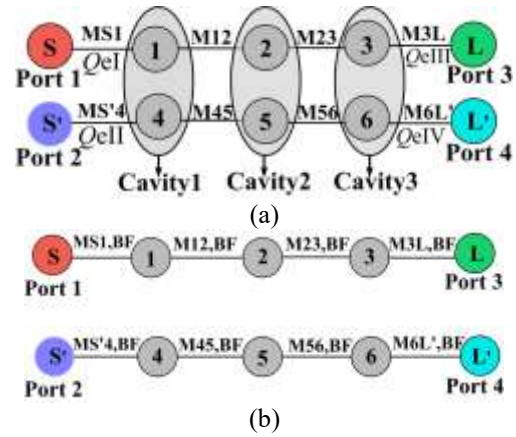 MS1 M12 M23 M3L
S 1 2 3 L
QeI QeIII
Port 1 Port 3
MS'4 M45 M56 M6L'
S' 4 5 6 L'
QeII QeIV
Port 2 Port 4
Cavity1 Cavity2 Cavity3
(a)
MS1,BF M12,BF M23,BF M3L,BF
S 1 2 3 L
Port 1 Port 3
MS'4,BF M45,BF M56,BF M6L',BF
S' 4 5 6 L'
Port 2 Port 4
(b)